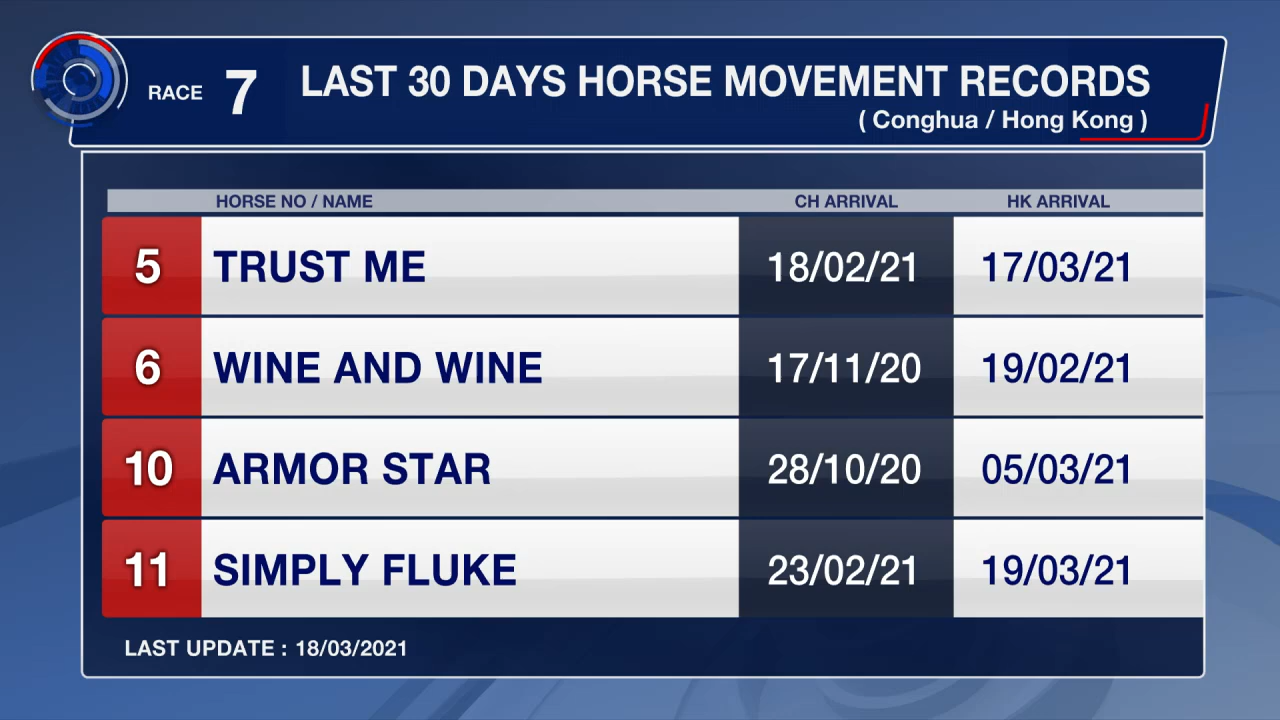 RACE 7 LAST 30 DAYS HORSE MOVEMENT RECORDS
( Conghua / Hong Kong )
HORSE NO / NAME CH ARRIVAL HK ARRIVAL
5 TRUST ME 18/02/21 17/03/21
6 WINE AND WINE 17/11/20 19/02/21
10 ARMOR STAR 28/10/20 05/03/21
11 SIMPLY FLUKE 23/02/21 19/03/21
LAST UPDATE : 18/03/2021